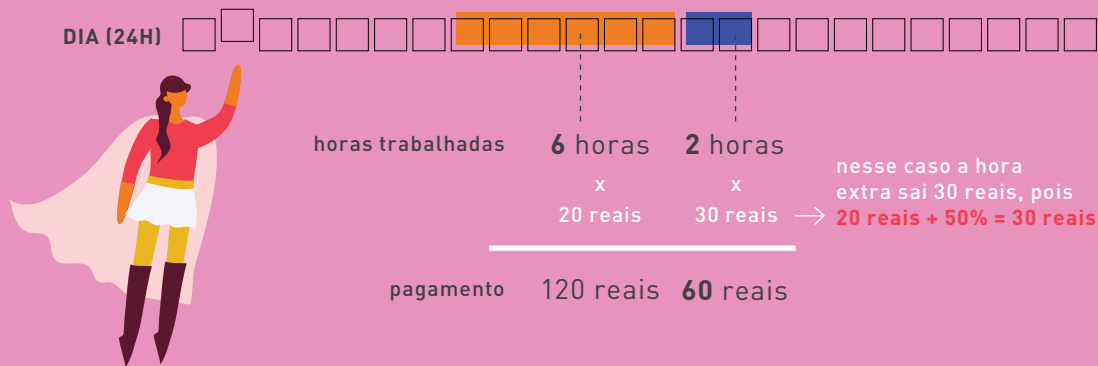 DIA (24H)
horas trabalhadas 6 horas 2 horas
x x
20 reais 30 reais
nesse caso a hora
extra sai 30 reais, pois
20 reais + 50% = 30 reais
pagamento 120 reais 60 reais